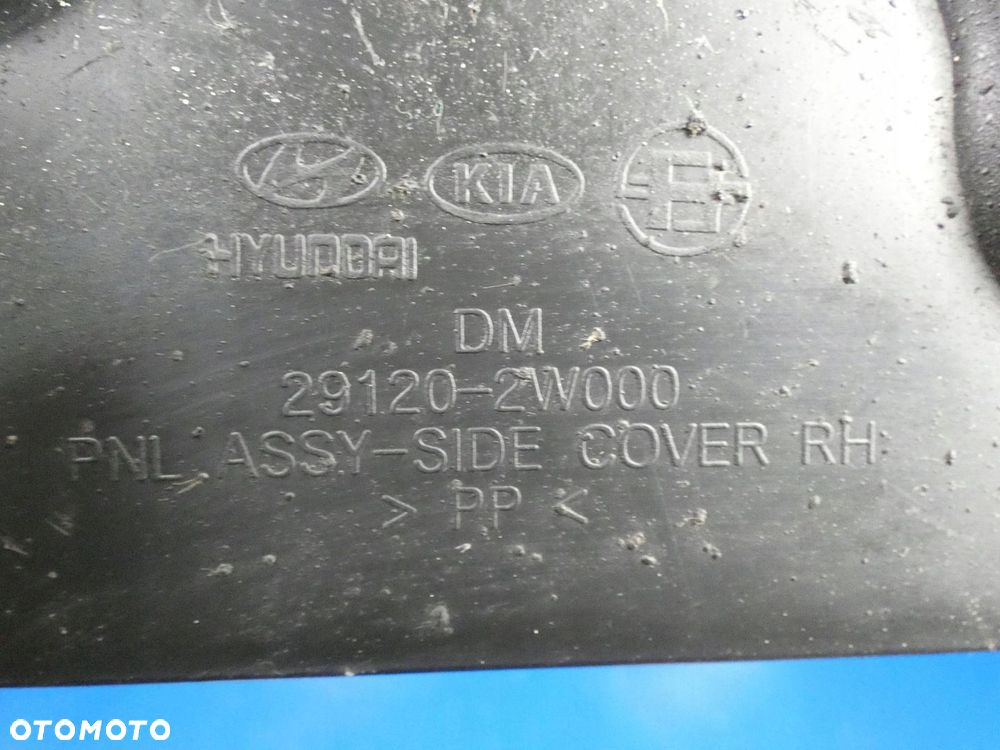 KIA
HYUNDAI
DM
29120-2W000
PNL ASSY-SIDE COVER RH
> PP <
OTOMOTO